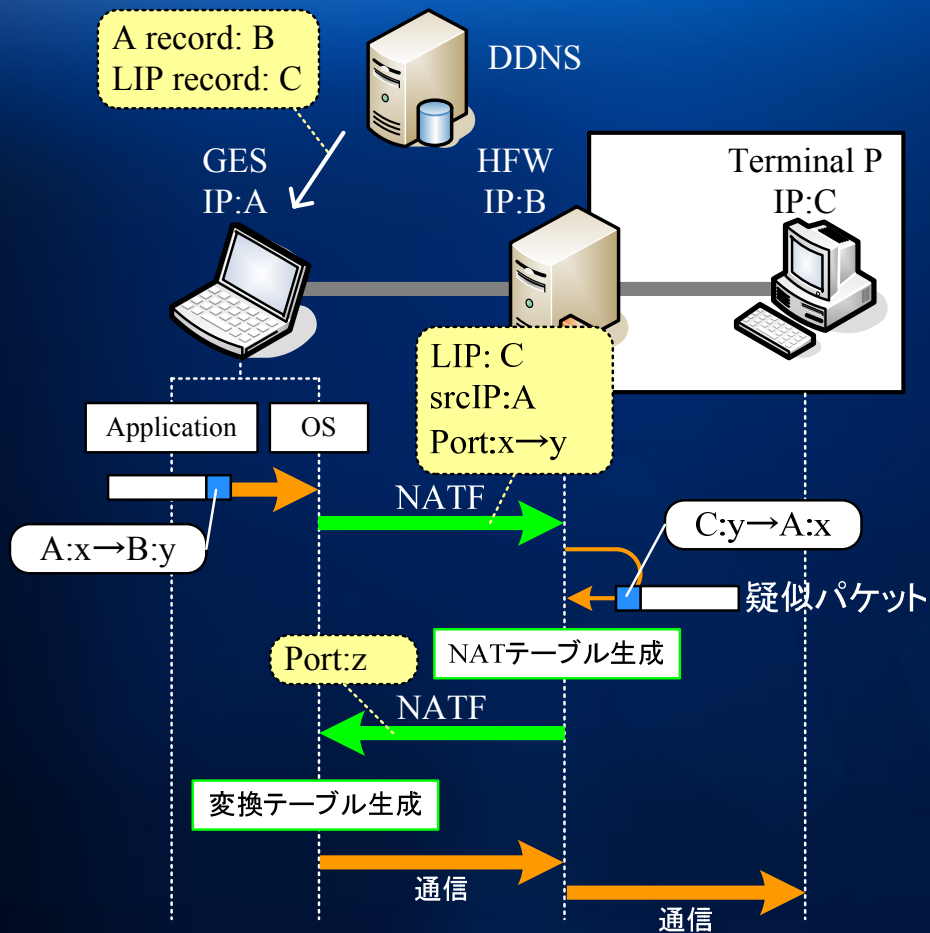 A record: B
LIP record: C
DDNS
GES
IP:A
HFW
IP:B
Terminal P
IP:C
LIP: C
srcIP:A
Port:x→y
Application
OS
NATF
A:x→B:y
C:y→A:x
疑似パケット
NATテーブル生成
Port:z
NATF
変換テーブル生成
通信
通信